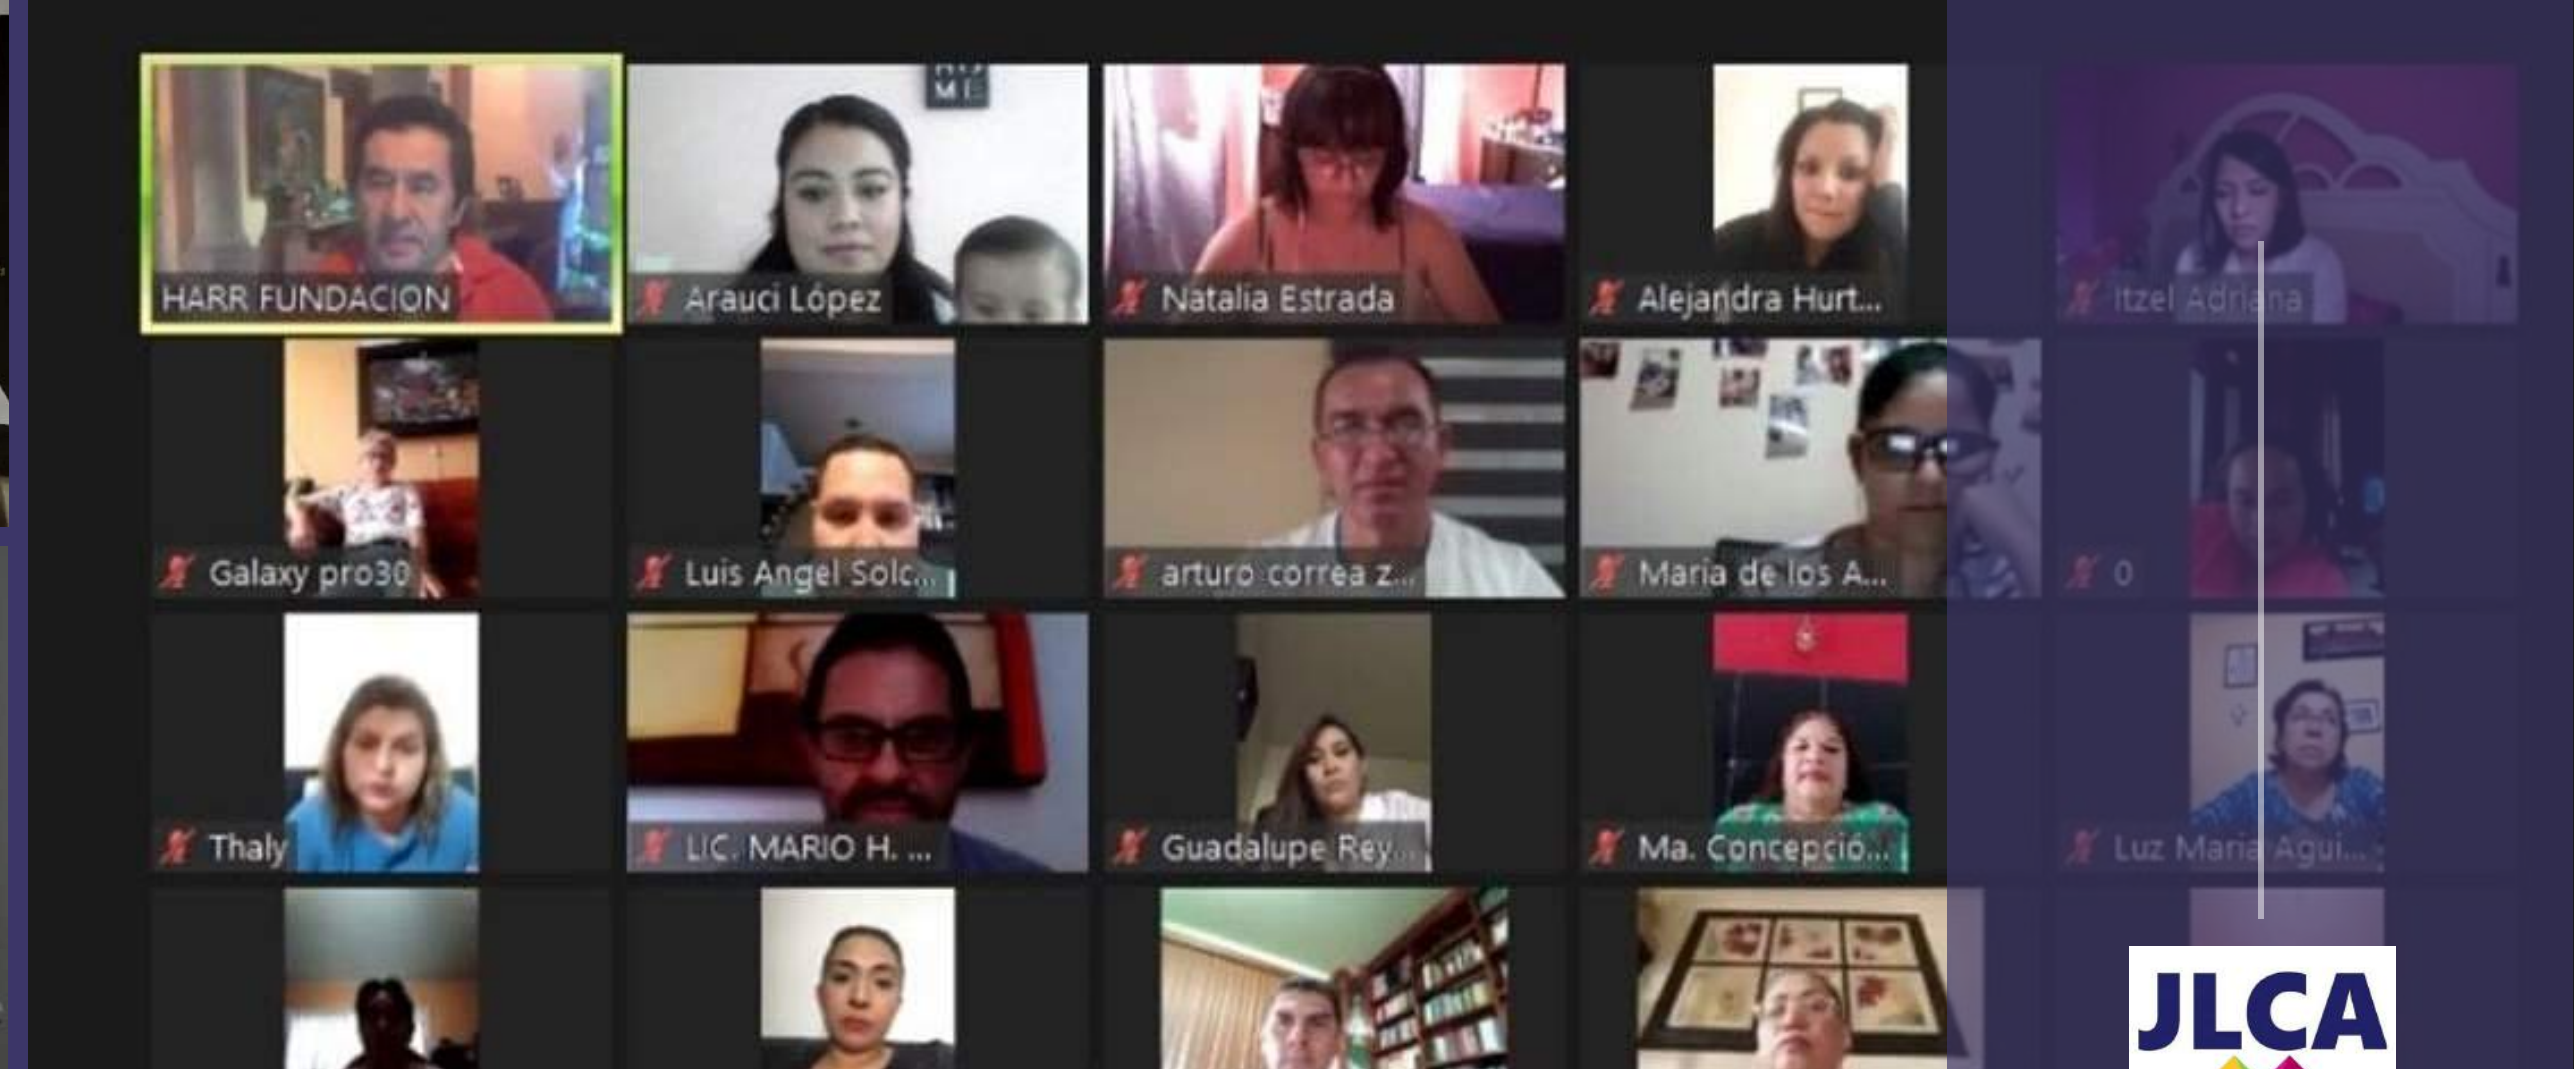 HOME
HARR FUNDACION
Arauci López
Natalia Estrada
Alejandra Hurt...
Itzel Adriana
Galaxy pro30
Luis Angel Solc...
arturo correa z...
Maria de los A...
0
Thaly
LIC. MARIO H. ...
Guadalupe Rey...
Ma. Concepció...
Luz Maria Agui...
JLCA